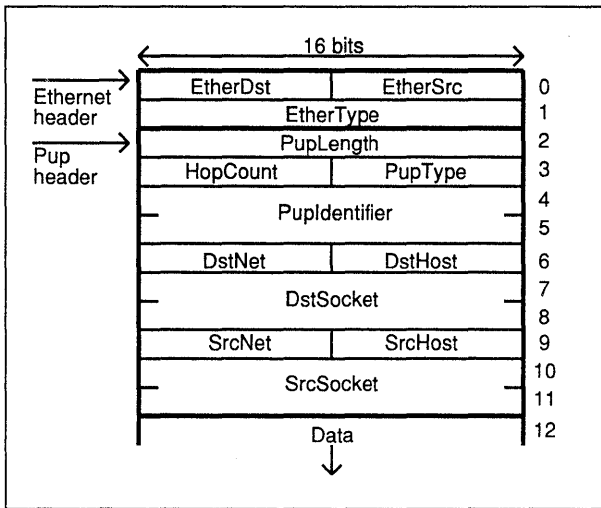 16 bits
EtherDst EtherSrc 0
Ethernet header
EtherType 1
PupLength 2
Pup header
HopCount PupType 3
4
PupIdentifier
5
DstNet DstHost 6
7
DstSocket
8
SrcNet SrcHost 9
10
SrcSocket
11
Data 12